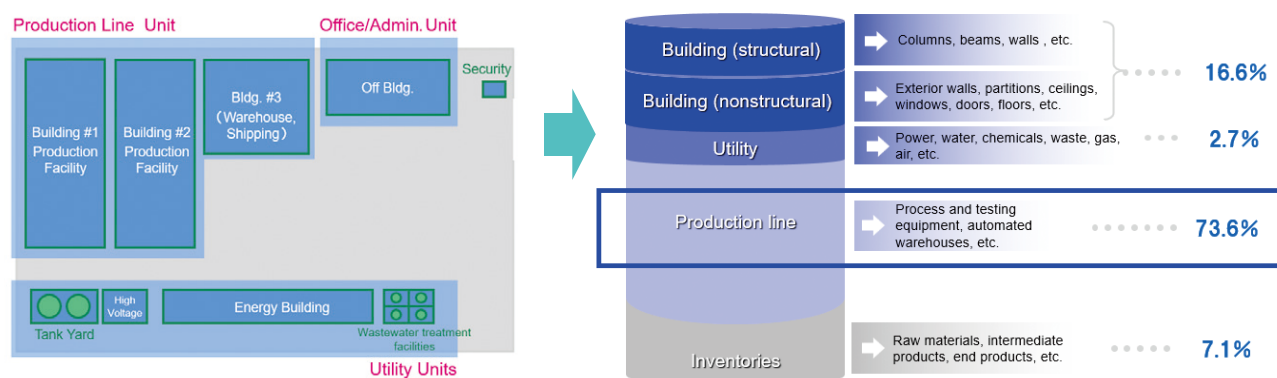 Production Line Unit
Office/Admin. Unit
Security
Building #1
Production
Facility
Building #2
Production
Facility
Bldg. #3
(Warehouse,
Shipping)
Off Bldg.
High
Voltage
Energy Building
Tank Yard
Wastewater treatment
facilities
Utility Units
Building (structural)
Columns, beams, walls , etc.
16.6%
Building (nonstructural)
Exterior walls, partitions, ceilings,
windows, doors, floors, etc.
Utility
Power, water, chemicals, waste, gas,
air, etc.
2.7%
Production line
Process and testing
equipment, automated
warehouses, etc.
73.6%
Inventories
Raw materials, intermediate
products, end products, etc.
7.1%